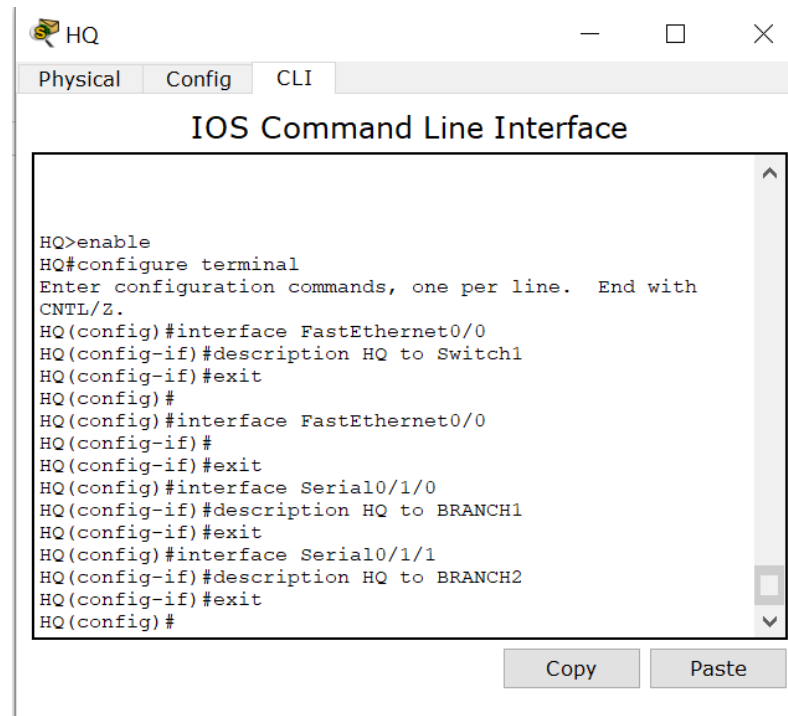 HQ
Physical Config CLI
IOS Command Line Interface
HQ>enable
HQ#configure terminal
Enter configuration commands, one per line.  End with
CNTL/Z.
HQ(config)#interface FastEthernet0/0
HQ(config-if)#description HQ to Switch1
HQ(config-if)#exit
HQ(config)#
HQ(config)#interface FastEthernet0/0
HQ(config-if)#
HQ(config-if)#exit
HQ(config)#interface Serial0/1/0
HQ(config-if)#description HQ to BRANCH1
HQ(config-if)#exit
HQ(config)#interface Serial0/1/1
HQ(config-if)#description HQ to BRANCH2
HQ(config-if)#exit
HQ(config)#
Copy Paste